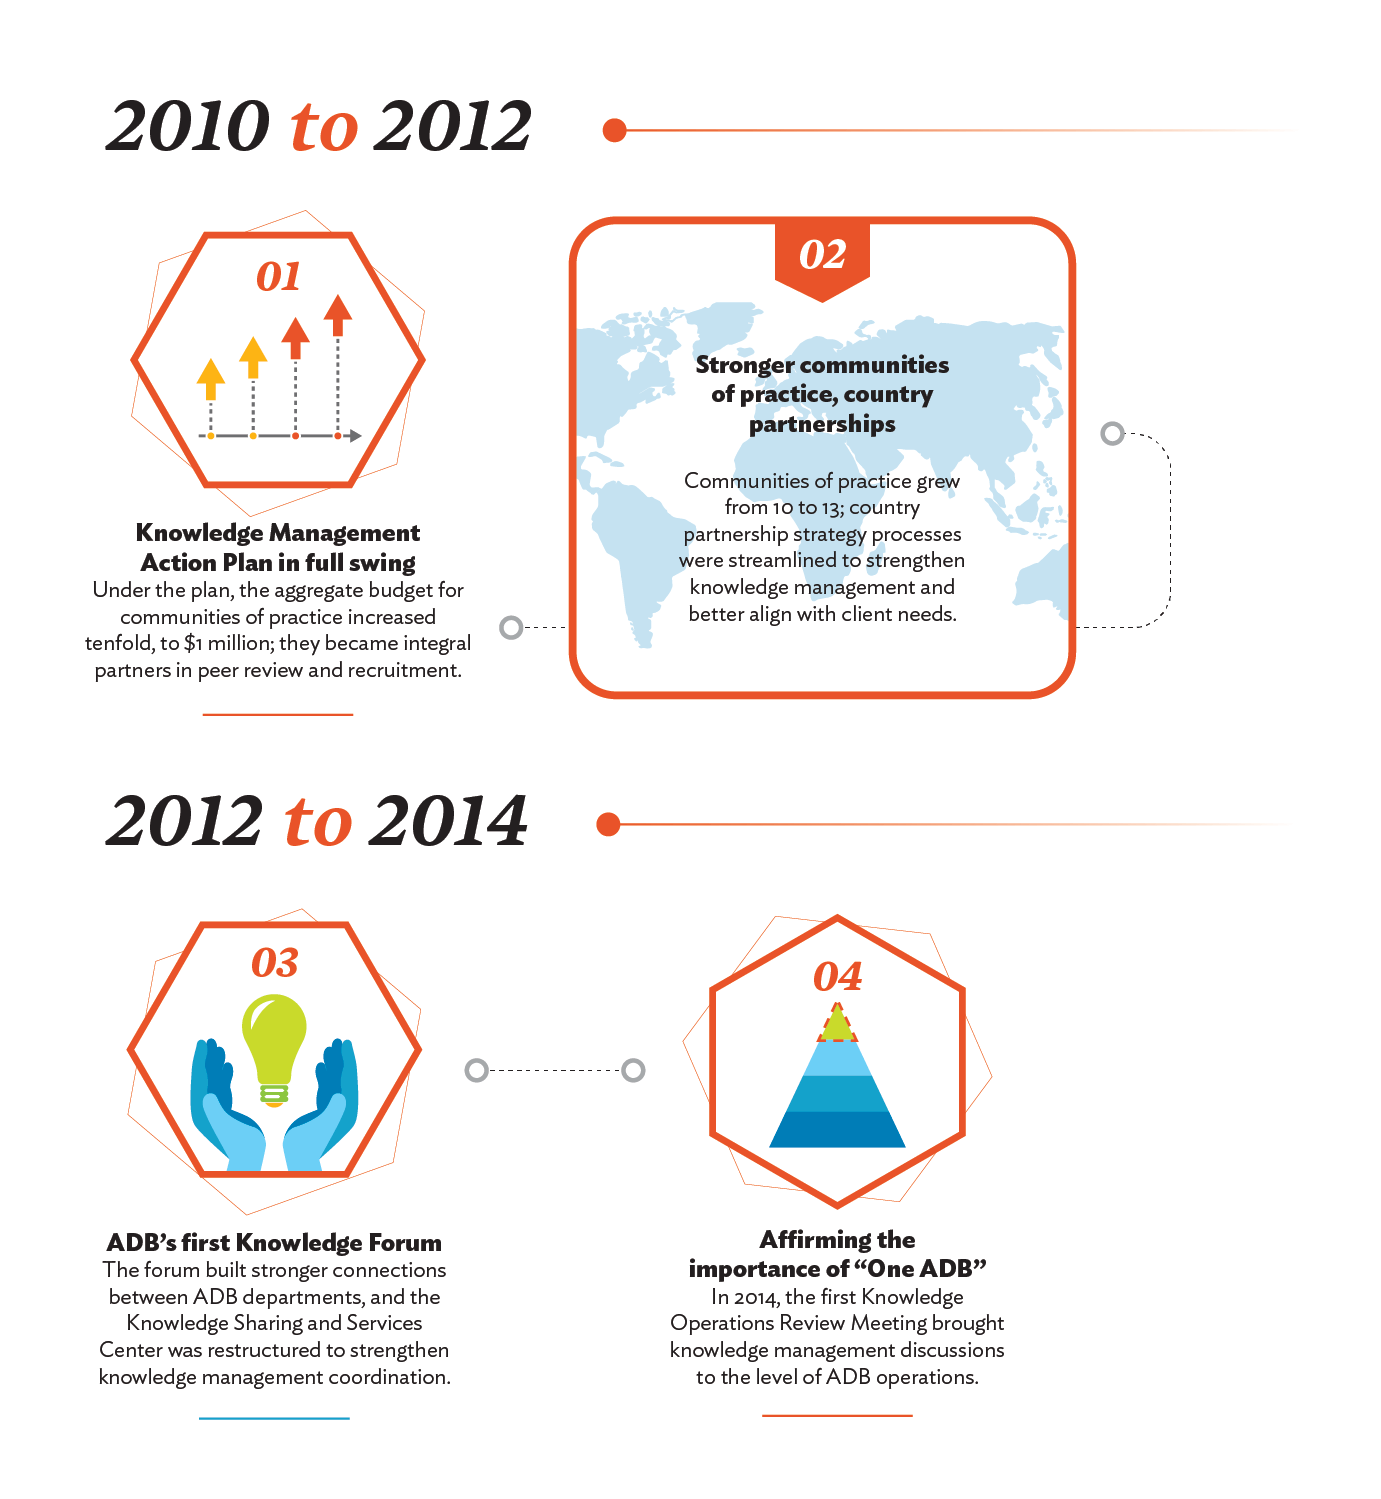 2010 to 2012
01
Knowledge Management
Action Plan in full swing
Under the plan, the aggregate budget for
communities of practice increased
tenfold, to $1 million; they became integral
partners in peer review and recruitment.
02
Stronger communities
of practice, country
partnerships
Communities of practice grew
from 10 to 13; country
partnership strategy processes
were streamlined to strengthen
knowledge management and
better align with client needs.
2012 to 2014
03
ADB’s first Knowledge Forum
The forum built stronger connections
between ADB departments, and the
Knowledge Sharing and Services
Center was restructured to strengthen
knowledge management coordination.
04
Affirming the
importance of “One ADB”
In 2014, the first Knowledge
Operations Review Meeting brought
knowledge management discussions
to the level of ADB operations.